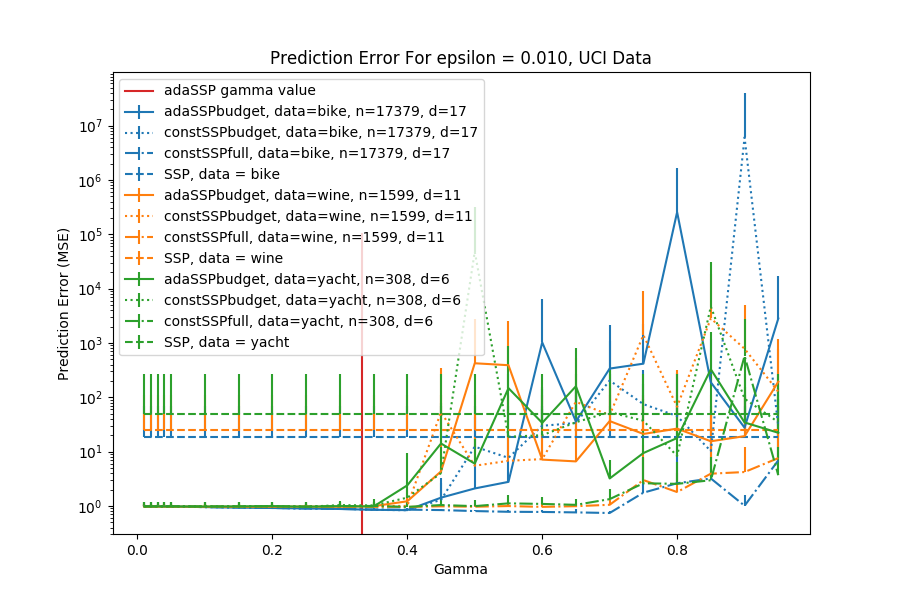 Prediction Error For epsilon = 0.010, UCI Data
adaSSP gamma value
adaSSPbudget, data=bike, n=17379, d=17
constSSPbudget, data=bike, n=17379, d=17
constSSPfull, data=bike, n=17379, d=17
SSP, data = bike
adaSSPbudget, data=wine, n=1599, d=11
constSSPbudget, data=wine, n=1599, d=11
constSSPfull, data=wine, n=1599, d=11
SSP, data = wine
adaSSPbudget, data=yacht, n=308, d=6
constSSPbudget, data=yacht, n=308, d=6
constSSPfull, data=yacht, n=308, d=6
SSP, data = yacht
Prediction Error (MSE)
10⁷
10⁶
10⁵
10⁴
10³
10²
10¹
10⁰
0.0 0.2 0.4 0.6 0.8
Gamma